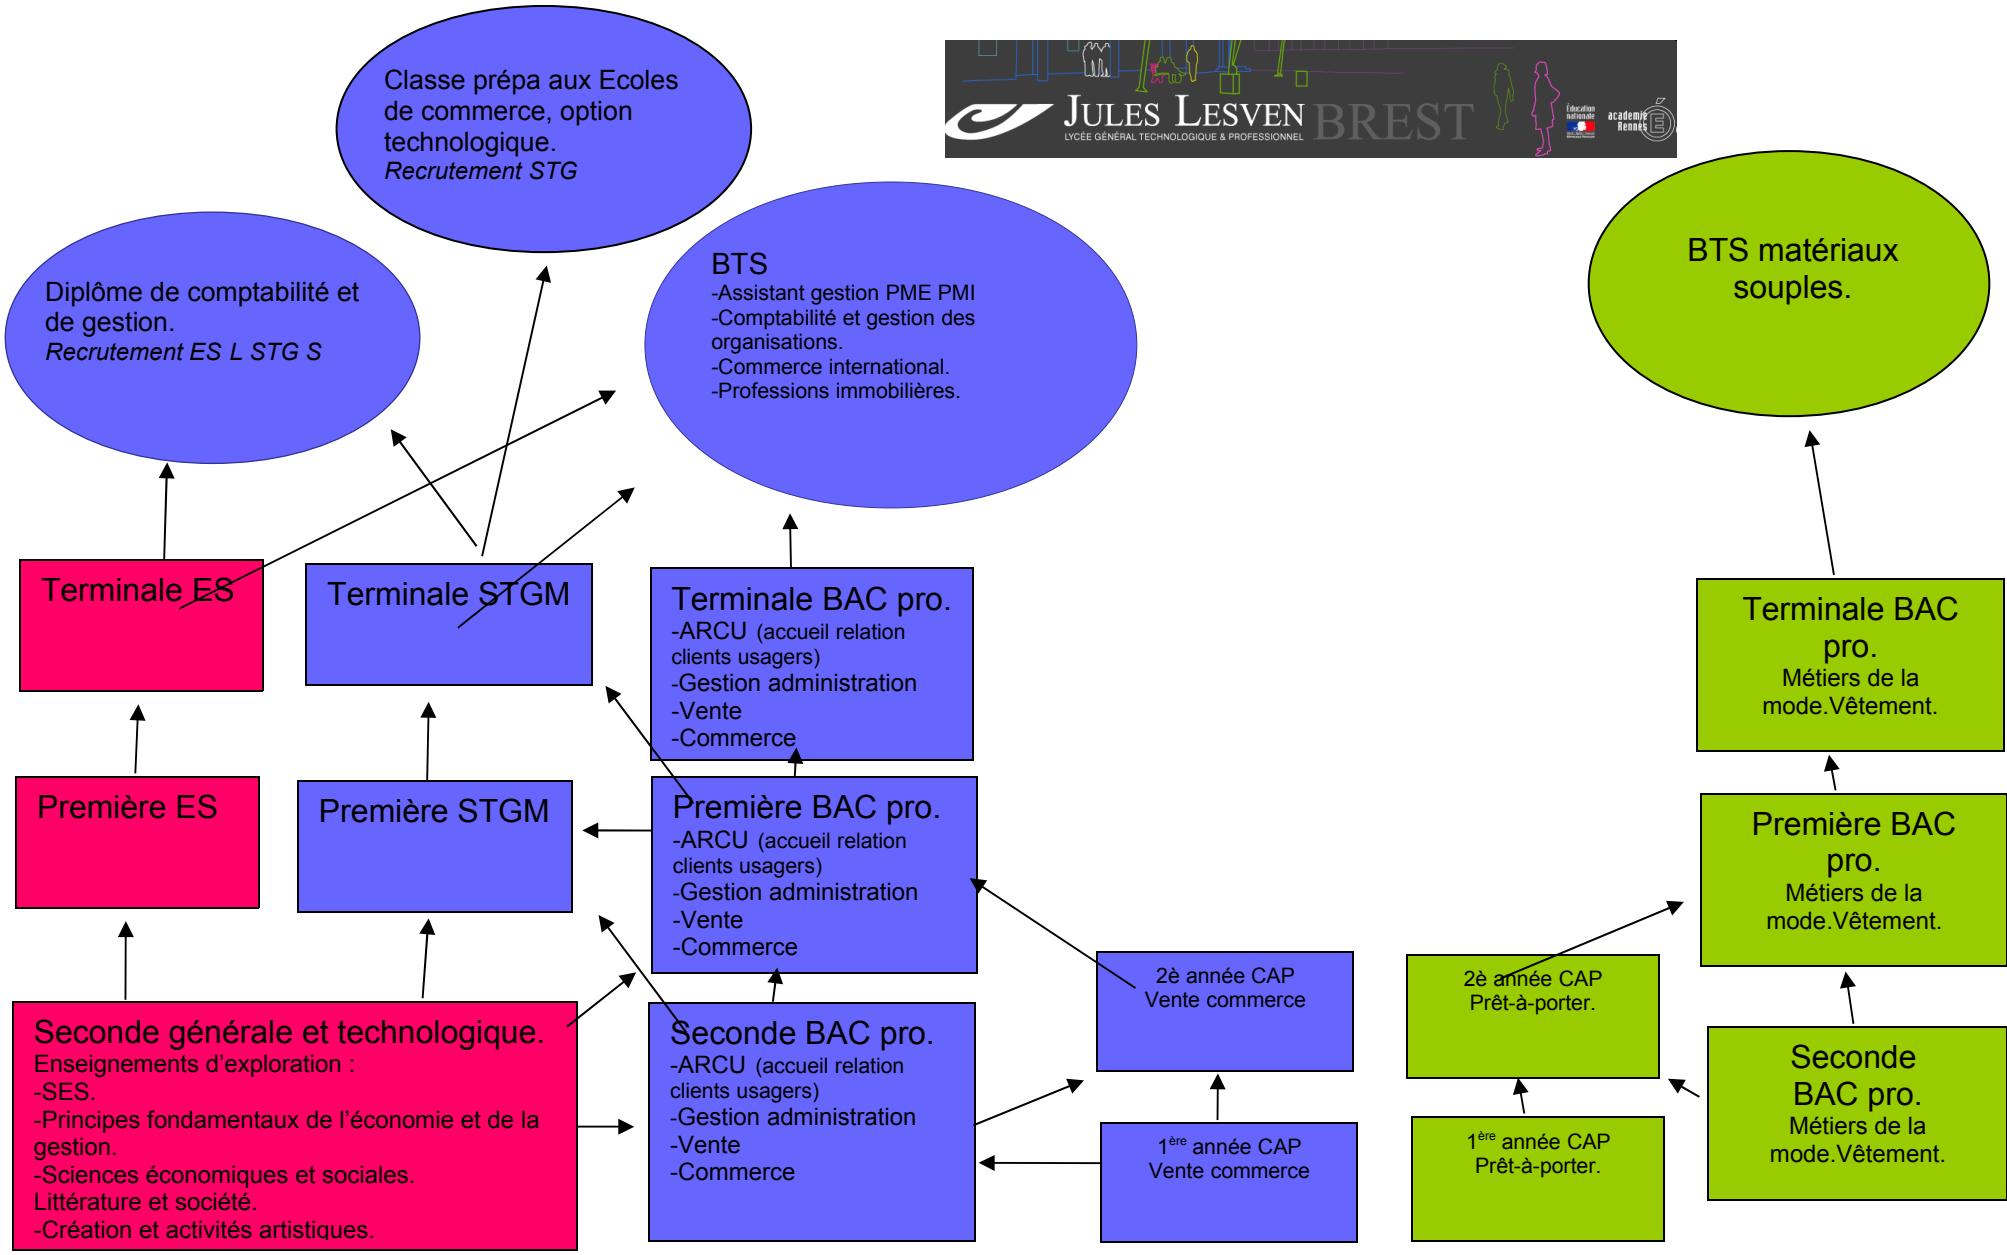 Classe prépa aux Ecoles
de commerce, option
technologique.
Recrutement STG
JULES LESVEN BREST
LYCÉE GÉNÉRAL TECHNOLOGIQUE & PROFESSIONNEL
Éducation
nationale
académie
Rennes
Diplôme de comptabilité et
de gestion.
Recrutement ES L STG S
BTS
-Assistant gestion PME PMI
-Comptabilité et gestion des
organisations.
-Commerce international.
-Professions immobilières.
BTS matériaux
souples.
Terminale ES
Terminale STGM
Terminale BAC pro.
-ARCU (accueil relation
clients usagers)
-Gestion administration
-Vente
-Commerce
Terminale BAC
pro.
Métiers de la
mode.Vêtement.
Première ES
Première STGM
Première BAC pro.
-ARCU (accueil relation
clients usagers)
-Gestion administration
-Vente
-Commerce
Première BAC
pro.
Métiers de la
mode.Vêtement.
2è année CAP
Vente commerce
2è année CAP
Prêt-à-porter.
Seconde générale et technologique.
Enseignements d’exploration :
-SES.
-Principes fondamentaux de l’économie et de la
gestion.
-Sciences économiques et sociales.
Littérature et société.
-Création et activités artistiques.
Seconde BAC pro.
-ARCU (accueil relation
clients usagers)
-Gestion administration
-Vente
-Commerce
1ère année CAP
Vente commerce
1ère année CAP
Prêt-à-porter.
Seconde
BAC pro.
Métiers de la
mode.Vêtement.